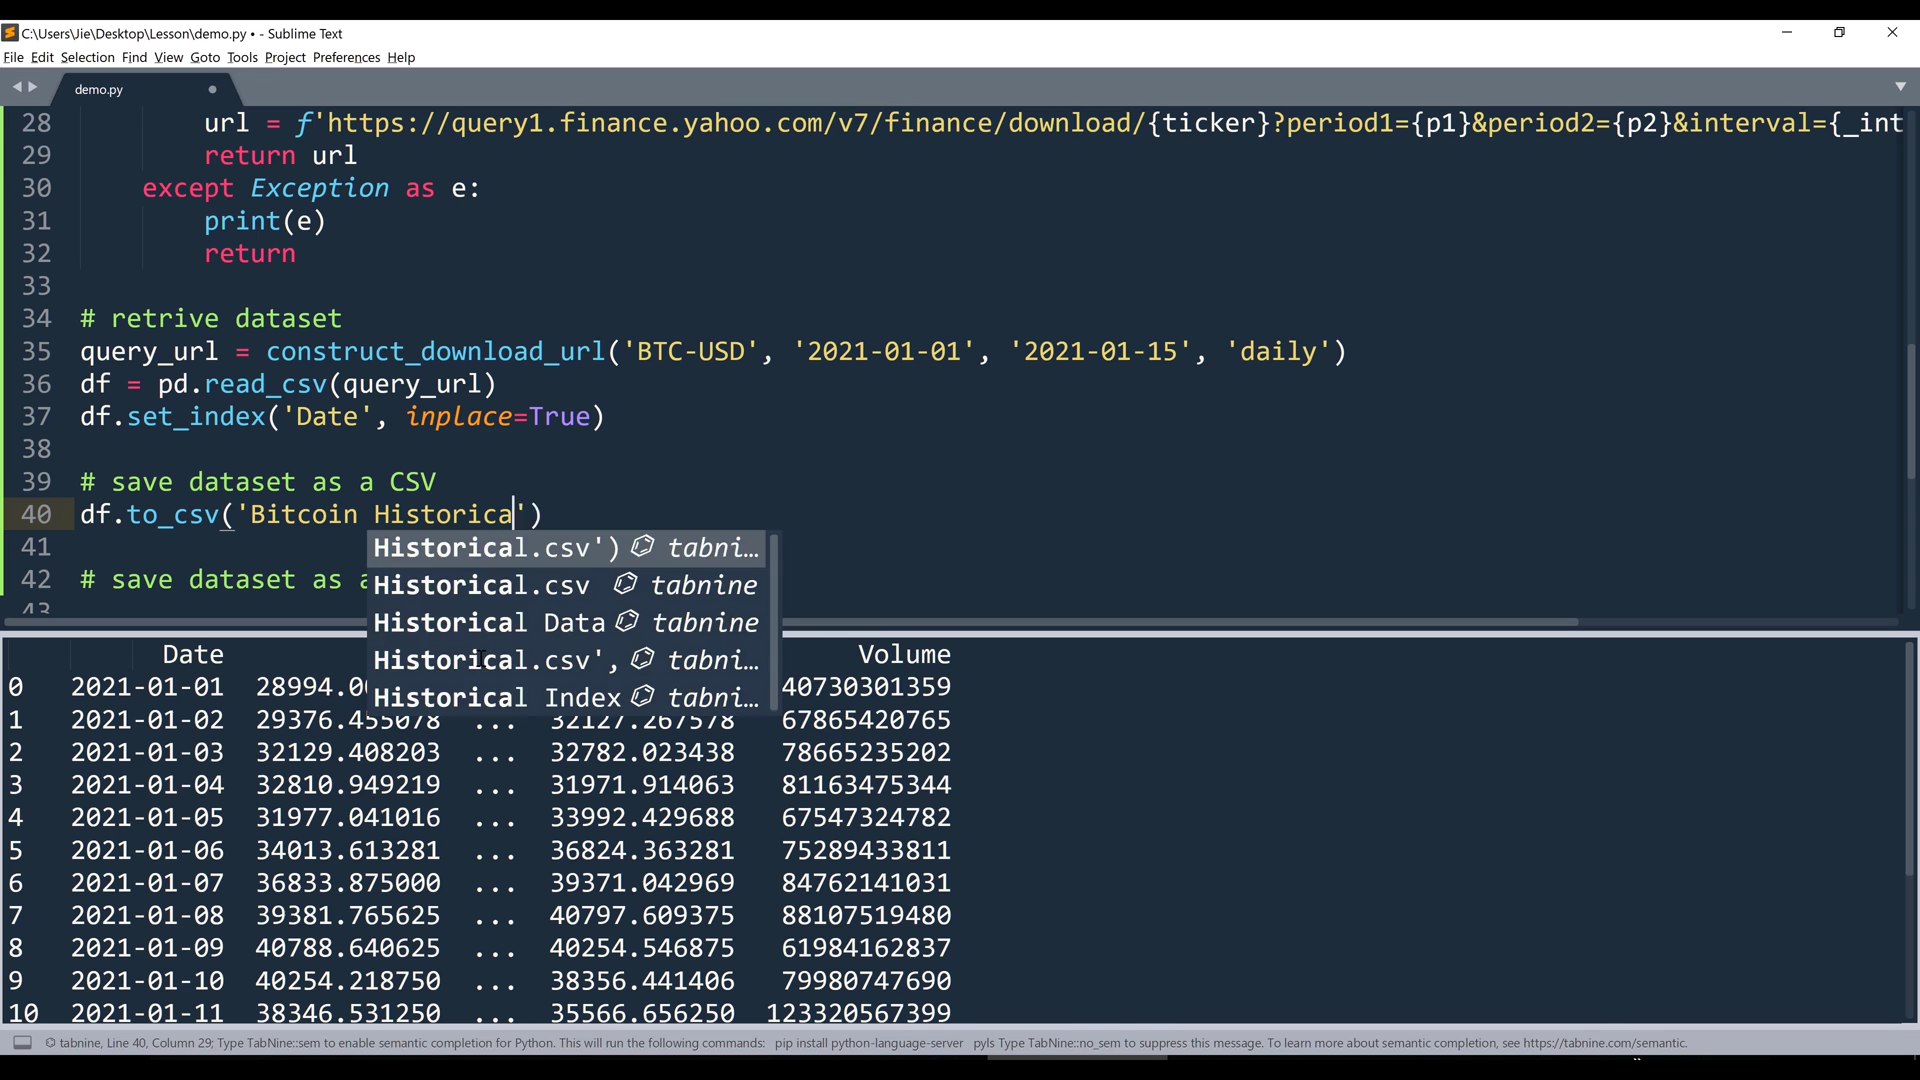 C:\Users\Jie\Desktop\Lesson\demo.py • - Sublime Text
File Edit Selection Find View Goto Tools Project Preferences Help
demo.py
28 url = f'https://query1.finance.yahoo.com/v7/finance/download/{ticker}?period1={p1}&period2={p2}&interval={_int
29 return url
30 except Exception as e:
31 print(e)
32 return
33
34 # retrive dataset
35 query_url = construct_download_url('BTC-USD', '2021-01-01', '2021-01-15', 'daily')
36 df = pd.read_csv(query_url)
37 df.set_index('Date', inplace=True)
38
39 # save dataset as a CSV
40 df.to_csv('Bitcoin Historica')
41
42 # save dataset as a
43
Historical.csv') tabni…
Historical.csv tabnine
Historical Data tabnine
Historical.csv', tabni…
Historical Index tabni…
Date Volume
0 2021-01-01 28994.00 40730301359
1 2021-01-02 29376.455078 ... 32127.267578 67865420765
2 2021-01-03 32129.408203 ... 32782.023438 78665235202
3 2021-01-04 32810.949219 ... 31971.914063 81163475344
4 2021-01-05 31977.041016 ... 33992.429688 67547324782
5 2021-01-06 34013.613281 ... 36824.363281 75289433811
6 2021-01-07 36833.875000 ... 39371.042969 84762141031
7 2021-01-08 39381.765625 ... 40797.609375 88107519480
8 2021-01-09 40788.640625 ... 40254.546875 61984162837
9 2021-01-10 40254.218750 ... 38356.441406 79980747690
10 2021-01-11 38346.531250 ... 35566.656250 123320567399
tabnine, Line 40, Column 29; Type TabNine::sem to enable semantic completion for Python. This will run the following commands: pip install python-language-server pyls Type TabNine::no_sem to suppress this message. To learn more about semantic completion, see https://tabnine.com/semantic.